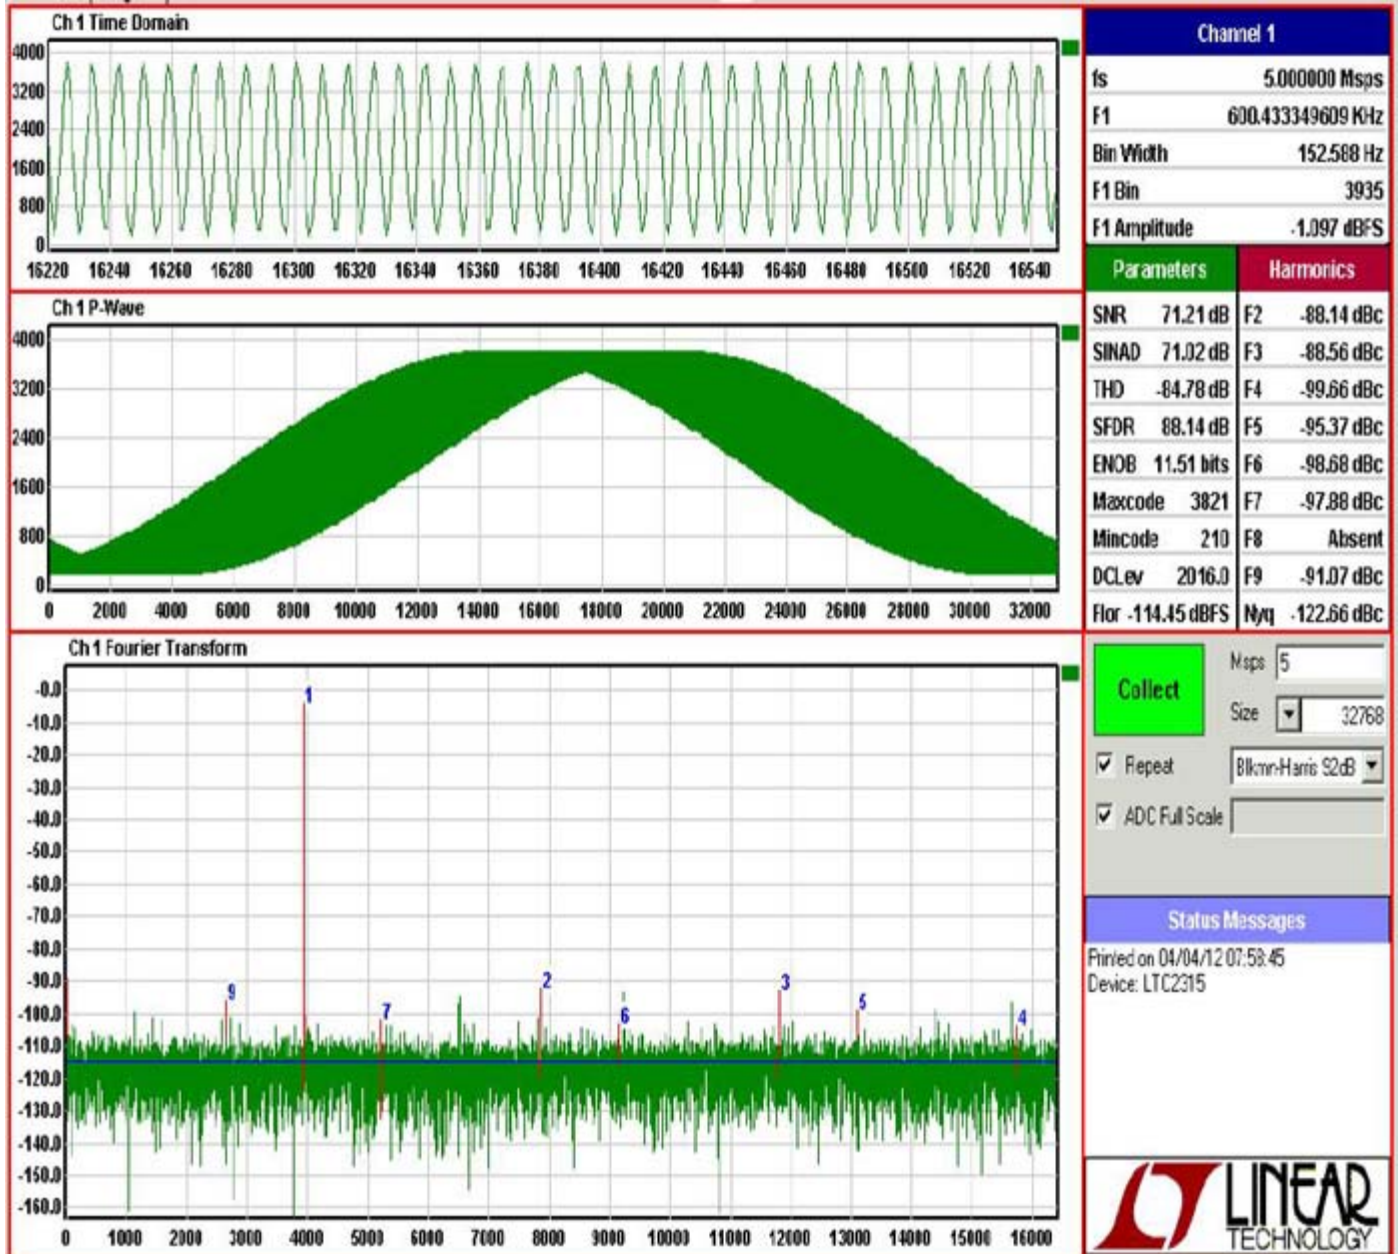 Ch 1 Time Domain
4000
3200
2400
1600
800
0
16220 16240 16260 16280 16300 16320 16340 16360 16380 16400 16420 16440 16460 16480 16500 16520 16540
Ch 1 P-Wave
4000
3200
2400
1600
800
0
0 2000 4000 6000 8000 10000 12000 14000 16000 18000 20000 22000 24000 26000 28000 30000 32000
Ch 1 Fourier Transform
-0.0
-10.0
-20.0
-30.0
-40.0
-50.0
-60.0
-70.0
-80.0
-90.0
-100.0
-110.0
-120.0
-130.0
-140.0
-150.0
-160.0
1
9 7 2 6 3 5 4
0 1000 2000 3000 4000 5000 6000 7000 8000 9000 10000 11000 12000 13000 14000 15000 16000
Channel 1
fs 5.000000 Msps
F1 600.433349609 KHz
Bin Width 152.588 Hz
F1 Bin 3935
F1 Amplitude -1.097 dBFS
Parameters Harmonics
SNR 71.21 dB F2 -88.14 dBc
SINAD 71.02 dB F3 -88.56 dBc
THD -84.78 dB F4 -99.66 dBc
SFDR 88.14 dB F5 -95.37 dBc
ENOB 11.51 bits F6 -98.68 dBc
Maxcode 3821 F7 -97.88 dBc
Mincode 210 F8 Absent
DCLev 2016.0 F9 -91.07 dBc
Flor -114.45 dBFS Nyq -122.66 dBc
Collect
Msps 5
Size 32768
Repeat
Blkmn-Harris 92dB
ADC Full Scale
Status Messages
Printed on 04/04/12 07:58:45
Device: LTC2315
LINEAR
TECHNOLOGY